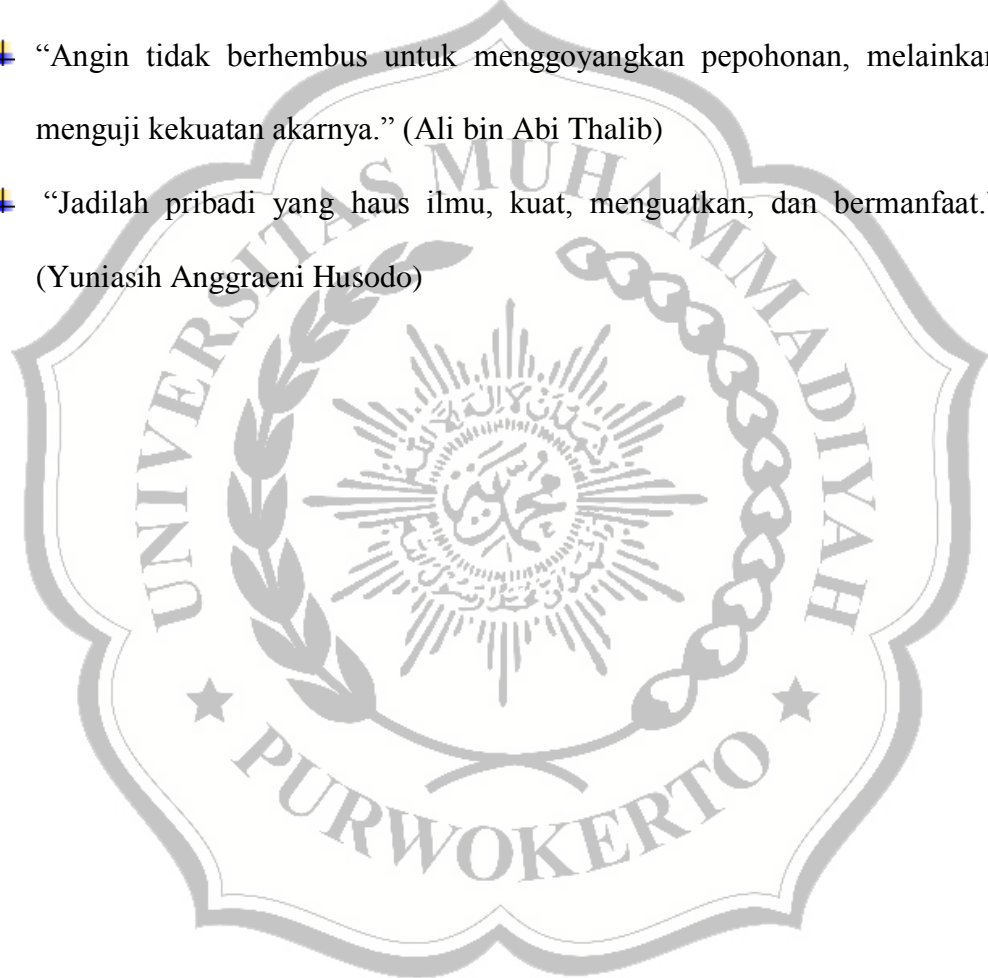 “Angin tidak berhembus untuk menggoyangkan pepohonan, melainkan
menguji kekuatan akarnya.” (Ali bin Abi Thalib)
“Jadilah pribadi yang haus ilmu, kuat, menguatkan, dan bermanfaat.”
(Yuniasih Anggraeni Husodo)
UNIVERSITAS MUHAMMADIYAH
PURWOKERTO